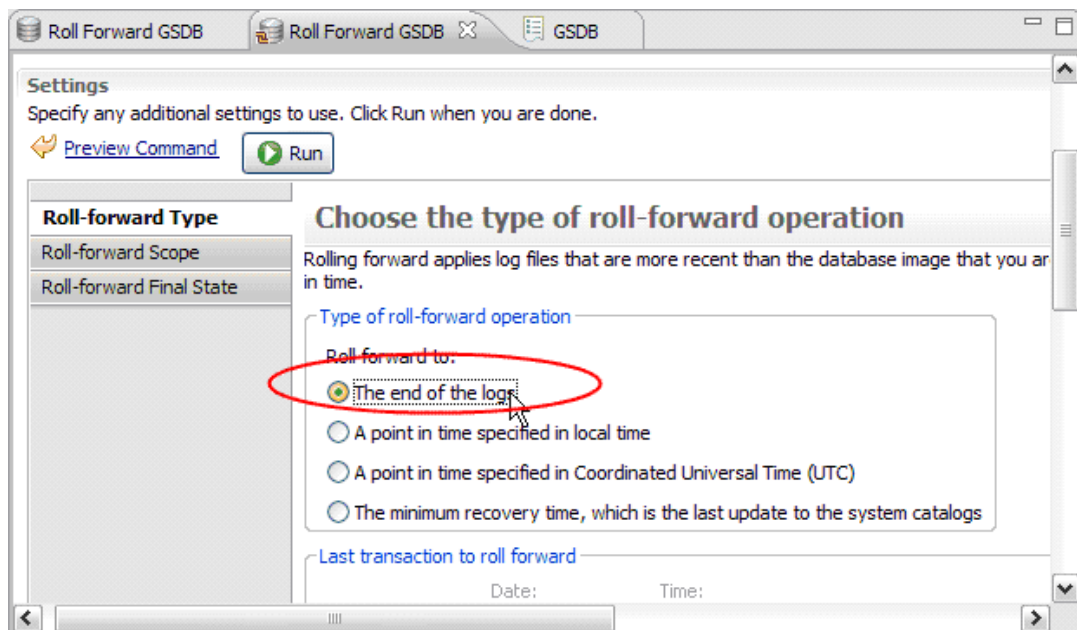 Roll Forward GSDB
Roll Forward GSDB
GSDB
Settings
Specify any additional settings to use. Click Run when you are done.
Preview Command
Run
Roll-forward Type
Roll-forward Scope
Roll-forward Final State
Choose the type of roll-forward operation
Rolling forward applies log files that are more recent than the database image that you ar
in time.
Type of roll-forward operation
Roll forward to:
The end of the logs
A point in time specified in local time
A point in time specified in Coordinated Universal Time (UTC)
The minimum recovery time, which is the last update to the system catalogs
Last transaction to roll forward
Date: Time: